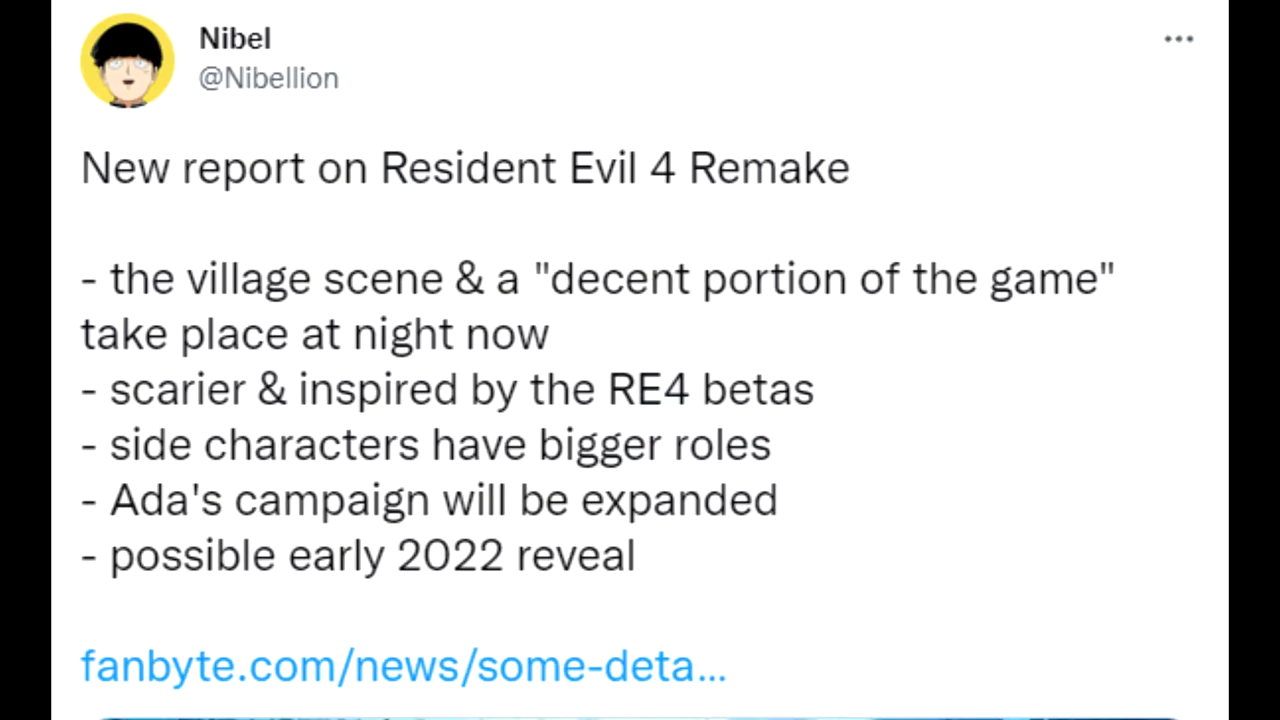 Nibel
@Nibellion
New report on Resident Evil 4 Remake
- the village scene & a "decent portion of the game"
take place at night now
- scarier & inspired by the RE4 betas
- side characters have bigger roles
- Ada's campaign will be expanded
- possible early 2022 reveal
fanbyte.com/news/some-deta...